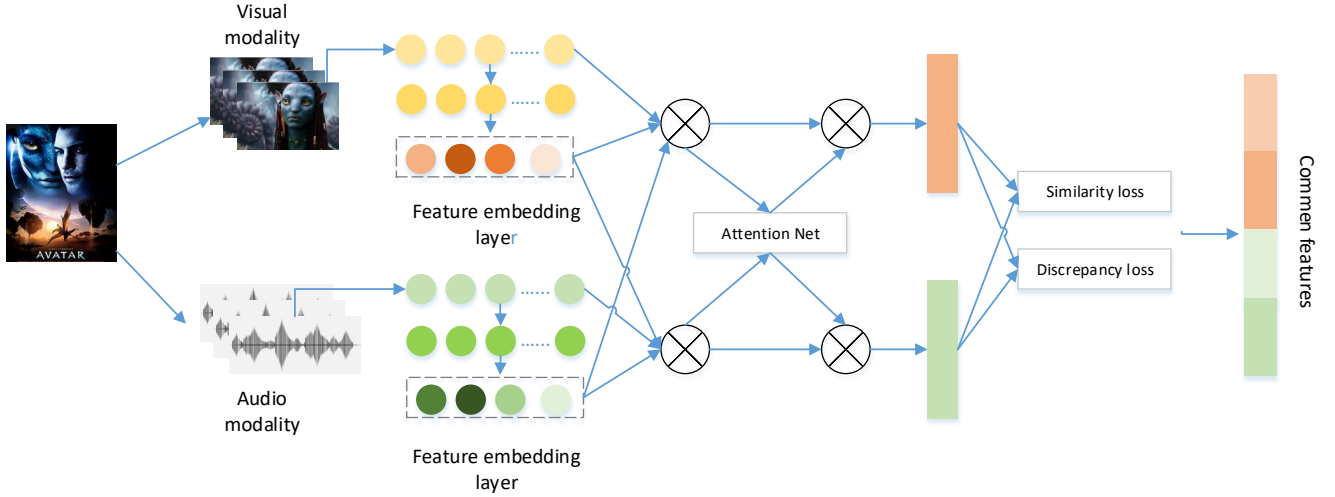 Visual
modality
AVATAR
Audio
modality
Feature embedding
layer
Feature embedding
layer
Attention Net
Similarity loss
Discrepancy loss
Commen features